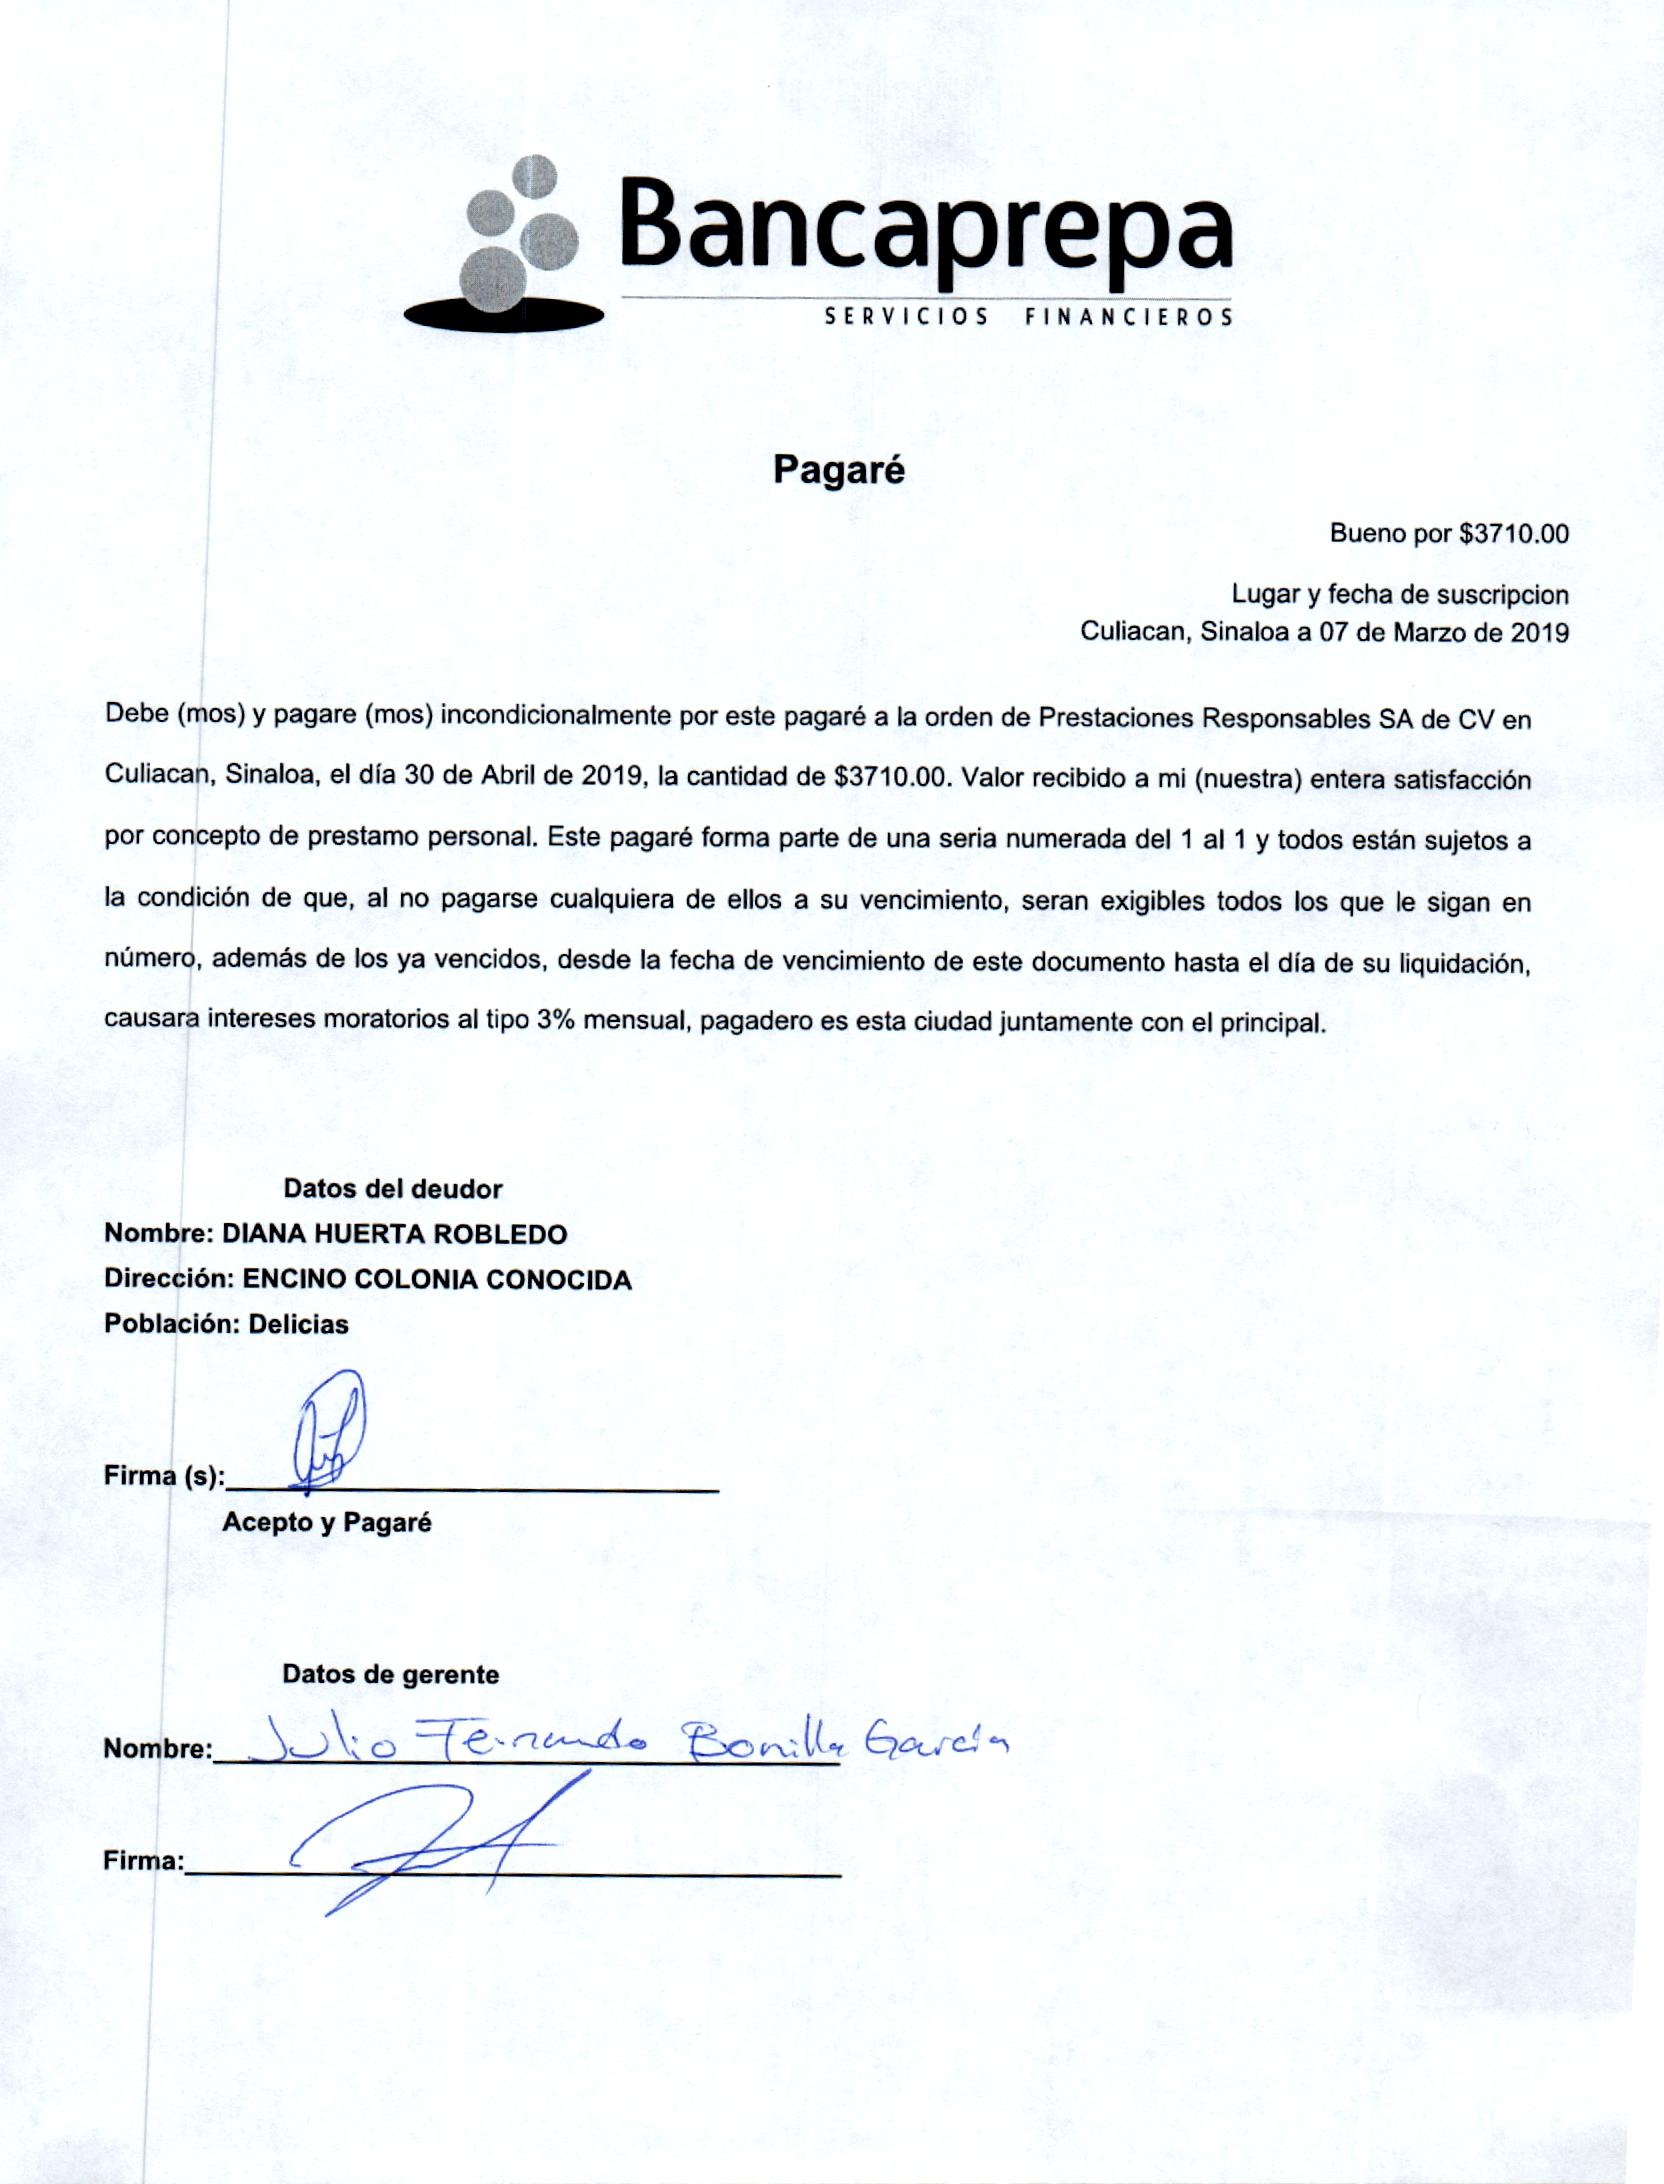 Bancaprepa
SERVICIOS FINANCIEROS
Pagaré
Bueno por $3710.00
Lugar y fecha de suscripcion
Culiacan, Sinaloa a 07 de Marzo de 2019
Debe (mos) y pagare (mos) incondicionalmente por este pagaré a la orden de Prestaciones Responsables SA de CV en
Culiacan, Sinaloa, el día 30 de Abril de 2019, la cantidad de $3710.00. Valor recibido a mi (nuestra) entera satisfacción
por concepto de prestamo personal. Este pagaré forma parte de una seria numerada del 1 al 1 y todos están sujetos a
la condición de que, al no pagarse cualquiera de ellos a su vencimiento, seran exigibles todos los que le sigan en
número, además de los ya vencidos, desde la fecha de vencimiento de este documento hasta el día de su liquidación,
causara intereses moratorios al tipo 3% mensual, pagadero es esta ciudad juntamente con el principal.
Datos del deudor
Nombre: DIANA HUERTA ROBLEDO
Dirección: ENCINO COLONIA CONOCIDA
Población: Delicias
Firma (s):
Acepto y Pagaré
Datos de gerente
Nombre: Julio Fernando Bonilla García
Firma: